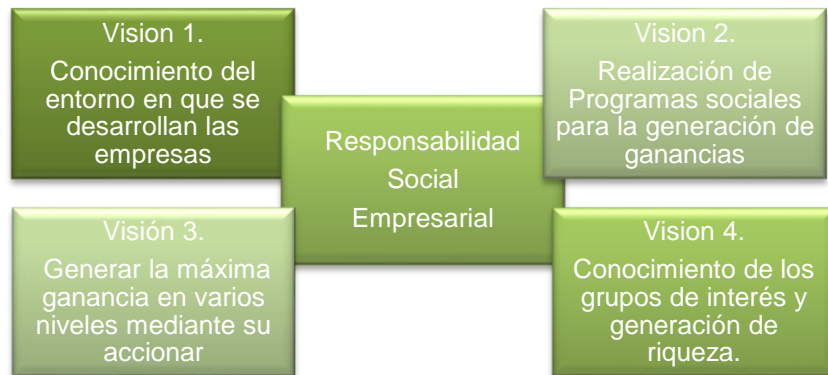 Vision 1.
Conocimiento del
entorno en que se
desarrollan las
empresas
Vision 2.
Realización de
Programas sociales
para la generación de
ganancias
Responsabilidad
Social
Empresarial
Visión 3.
Generar la máxima
ganancia en varios
niveles mediante su
accionar
Vision 4.
Conocimiento de los
grupos de interés y
generación de
riqueza.